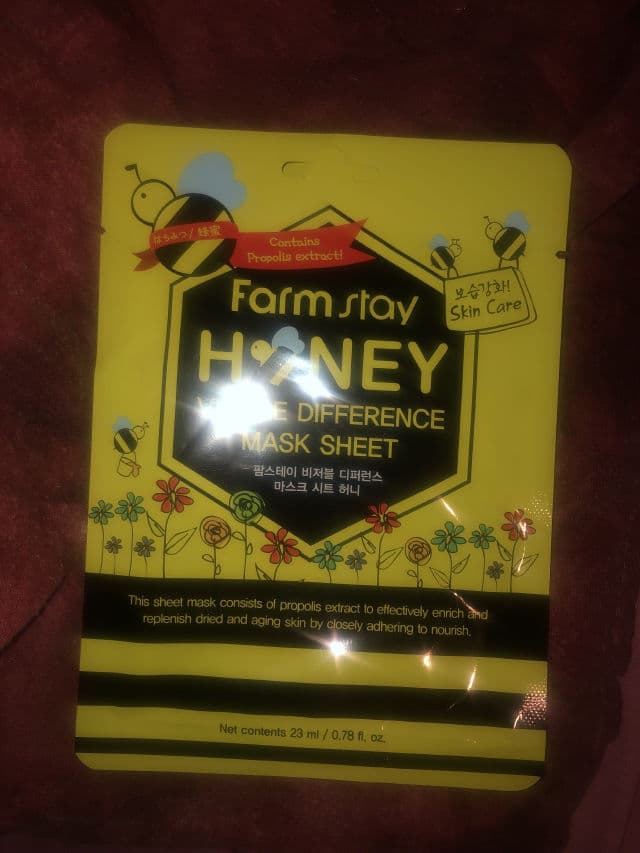 はちみつ / 蜂蜜
Contains
Propolis extract!
보습강화!
Skin Care
Farm stay
HONEY
DIFFERENCE
MASK SHEET
팜스테이 비저블 디퍼런스
마스크 시트 허니
This sheet mask consists of propolis extract to effectively enrich and
replenish dried and aging skin by closely adhering to nourish.
Net contents 23 ml / 0.78 fl. oz.